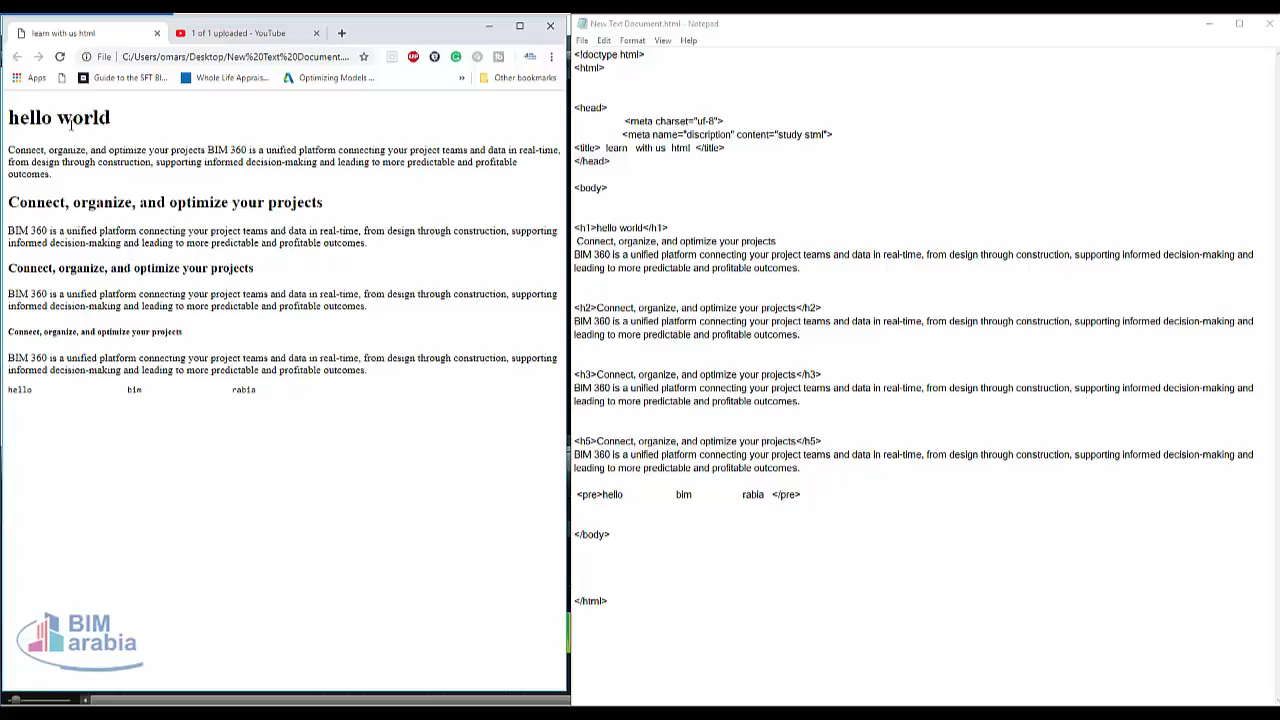 learn with us html
1 of 1 uploaded - YouTube
File
C:/Users/omars/Desktop/New%20Text%20Document....
Apps
Guide to the SFT BI...
Whole Life Apprais...
Optimizing Models ...
»
Other bookmarks
hello world
Connect, organize, and optimize your projects BIM 360 is a unified platform connecting your project teams and data in real-time,
from design through construction, supporting informed decision-making and leading to more predictable and profitable
outcomes.
Connect, organize, and optimize your projects
BIM 360 is a unified platform connecting your project teams and data in real-time, from design through construction, supporting
informed decision-making and leading to more predictable and profitable outcomes.
Connect, organize, and optimize your projects
BIM 360 is a unified platform connecting your project teams and data in real-time, from design through construction, supporting
informed decision-making and leading to more predictable and profitable outcomes.
Connect, organize, and optimize your projects
BIM 360 is a unified platform connecting your project teams and data in real-time, from design through construction, supporting
informed decision-making and leading to more predictable and profitable outcomes.
hello bim rabia
BIM
arabia
New Text Document.html - Notepad
File Edit Format View Help
<!doctype html>
<html>
<head>
<meta charset="uf-8">
<meta name="discription" content="study stml">
<title> learn with us html </title>
</head>
<body>
<h1>hello world</h1>
Connect, organize, and optimize your projects
BIM 360 is a unified platform connecting your project teams and data in real-time, from design through construction, supporting informed decision-making and
leading to more predictable and profitable outcomes.
<h2>Connect, organize, and optimize your projects</h2>
BIM 360 is a unified platform connecting your project teams and data in real-time, from design through construction, supporting informed decision-making and
leading to more predictable and profitable outcomes.
<h3>Connect, organize, and optimize your projects</h3>
BIM 360 is a unified platform connecting your project teams and data in real-time, from design through construction, supporting informed decision-making and
leading to more predictable and profitable outcomes.
<h5>Connect, organize, and optimize your projects</h5>
BIM 360 is a unified platform connecting your project teams and data in real-time, from design through construction, supporting informed decision-making and
leading to more predictable and profitable outcomes.
<pre>hello bim rabia </pre>
</body>
</html>